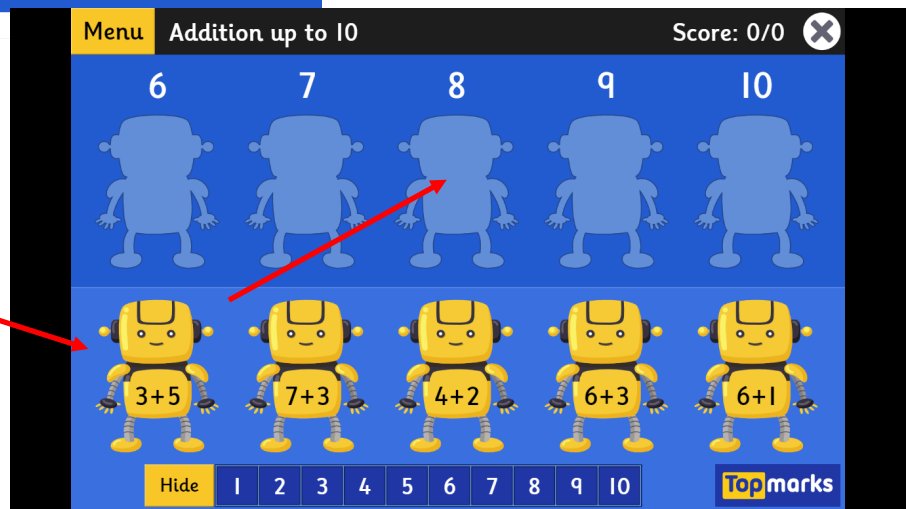 Menu Addition up to 10 Score: 0/0
6 7 8 9 10
3+5 7+3 4+2 6+3 6+1
Hide 1 2 3 4 5 6 7 8 9 10 Topmarks